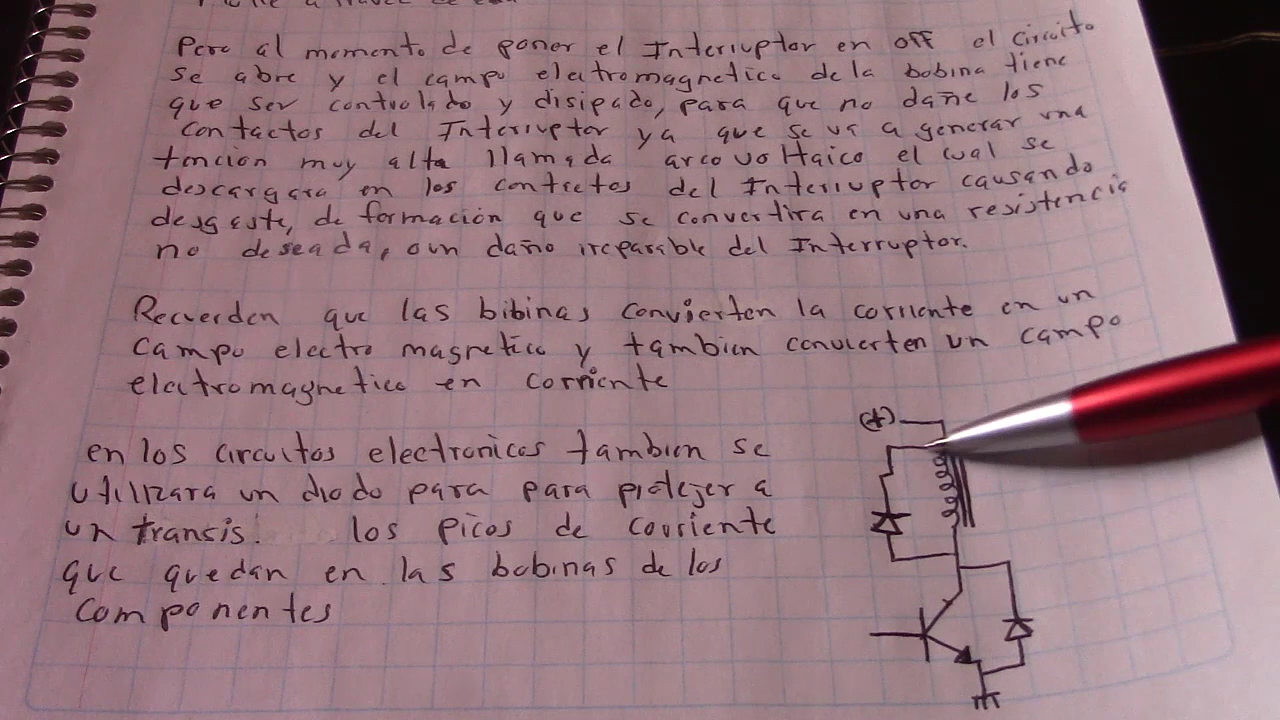 Pero al momento de poner el Interruptor en OFF el circuito
se abre y el campo electromagnetico de la bobina tiene
que ser controlado y disipado, para que no dañe los
contactos del Interruptor ya que se va a generar una
tencion muy alta llamada arco voltaico el cual se
descargara en los contactos del Interruptor causando
desgaste, de formación que se convertira en una resistencia
no deseada, o un daño ireparable del Interruptor.
Recuerden que las bibinas convierten la corriente en un
campo electro magnetico y tambien convierten un campo
electromagnetico en corriente
(+)
en los circuitos electronicos tambien se
utilizara un diodo para para protejer a
un transis. los picos de corriente
que quedan en las bobinas de los
componentes